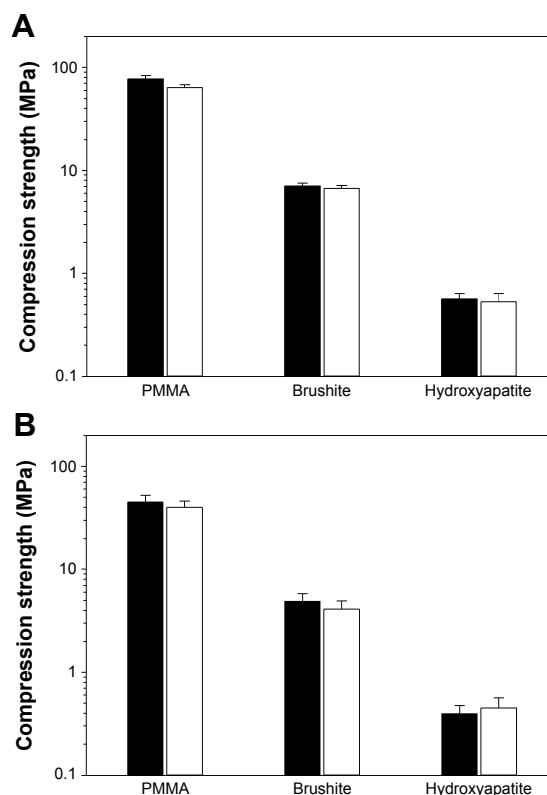 A
Compression strength (MPa)
100
10
1
0.1
PMMA Brushite Hydroxyapatite
B
Compression strength (MPa)
100
10
1
0.1
PMMA Brushite Hydroxyapatite